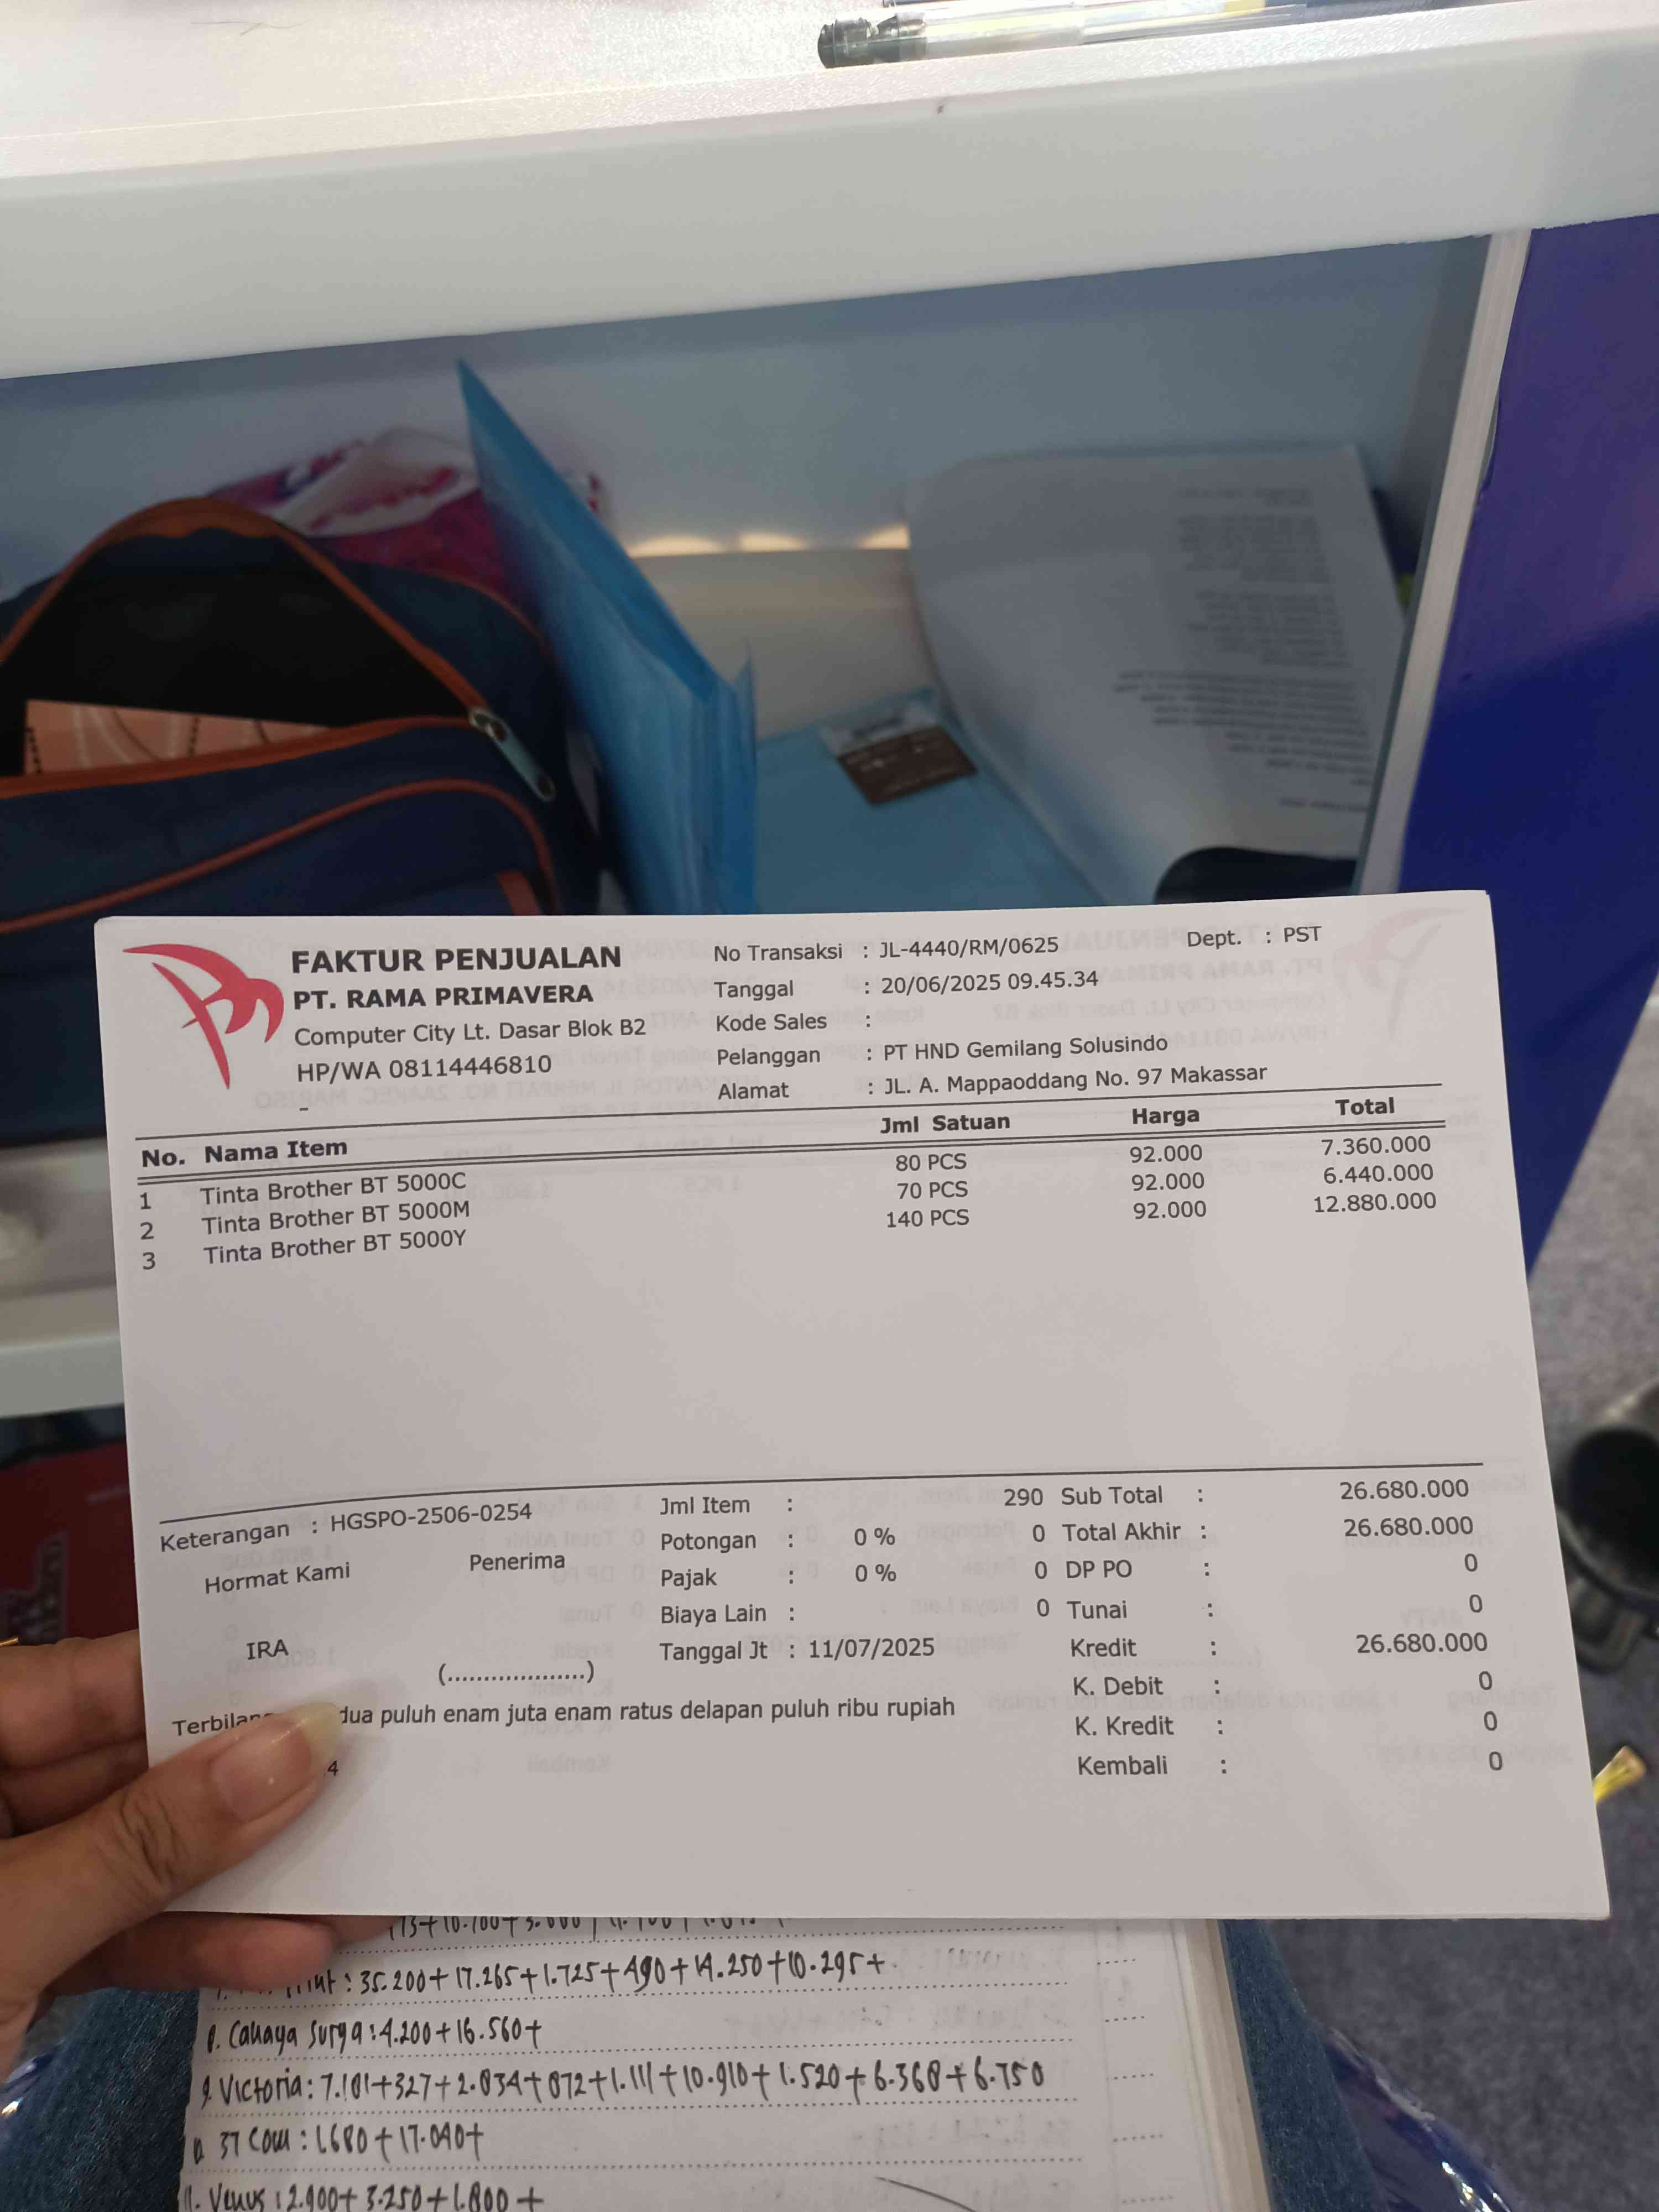 FAKTUR PENJUALAN
PT. RAMA PRIMAVERA
Computer City Lt. Dasar Blok B2
HP/WA 08114446810
-
No Transaksi : JL-4440/RM/0625 Dept. : PST
Tanggal : 20/06/2025 09.45.34
Kode Sales :
Pelanggan : PT HND Gemilang Solusindo
Alamat : JL. A. Mappaoddang No. 97 Makassar
No. Nama Item Jml Satuan Harga Total
1 Tinta Brother BT 5000C 80 PCS 92.000 7.360.000
2 Tinta Brother BT 5000M 70 PCS 92.000 6.440.000
3 Tinta Brother BT 5000Y 140 PCS 92.000 12.880.000
Keterangan : HGSPO-2506-0254
Hormat Kami Penerima
IRA
(...................)
Jml Item : 290
Potongan : 0 % 0
Pajak : 0 % 0
Biaya Lain : 0
Tanggal Jt : 11/07/2025
Sub Total : 26.680.000
Total Akhir : 26.680.000
DP PO : 0
Tunai : 0
Kredit : 26.680.000
K. Debit : 0
K. Kredit : 0
Kembali : 0
dua puluh enam juta enam ratus delapan puluh ribu rupiah
4
: 35.200+17.265+1.725+490+14.250+10.295+
8. Cahaya Surga : 4.200+16.560+
9. Victoria : 7.181+327+2.034+872+1.111+10.910+1.520+6.368+6.750
37 Com : 1.680+17.040+
11. Venus : 2.900+3.250+1.800+